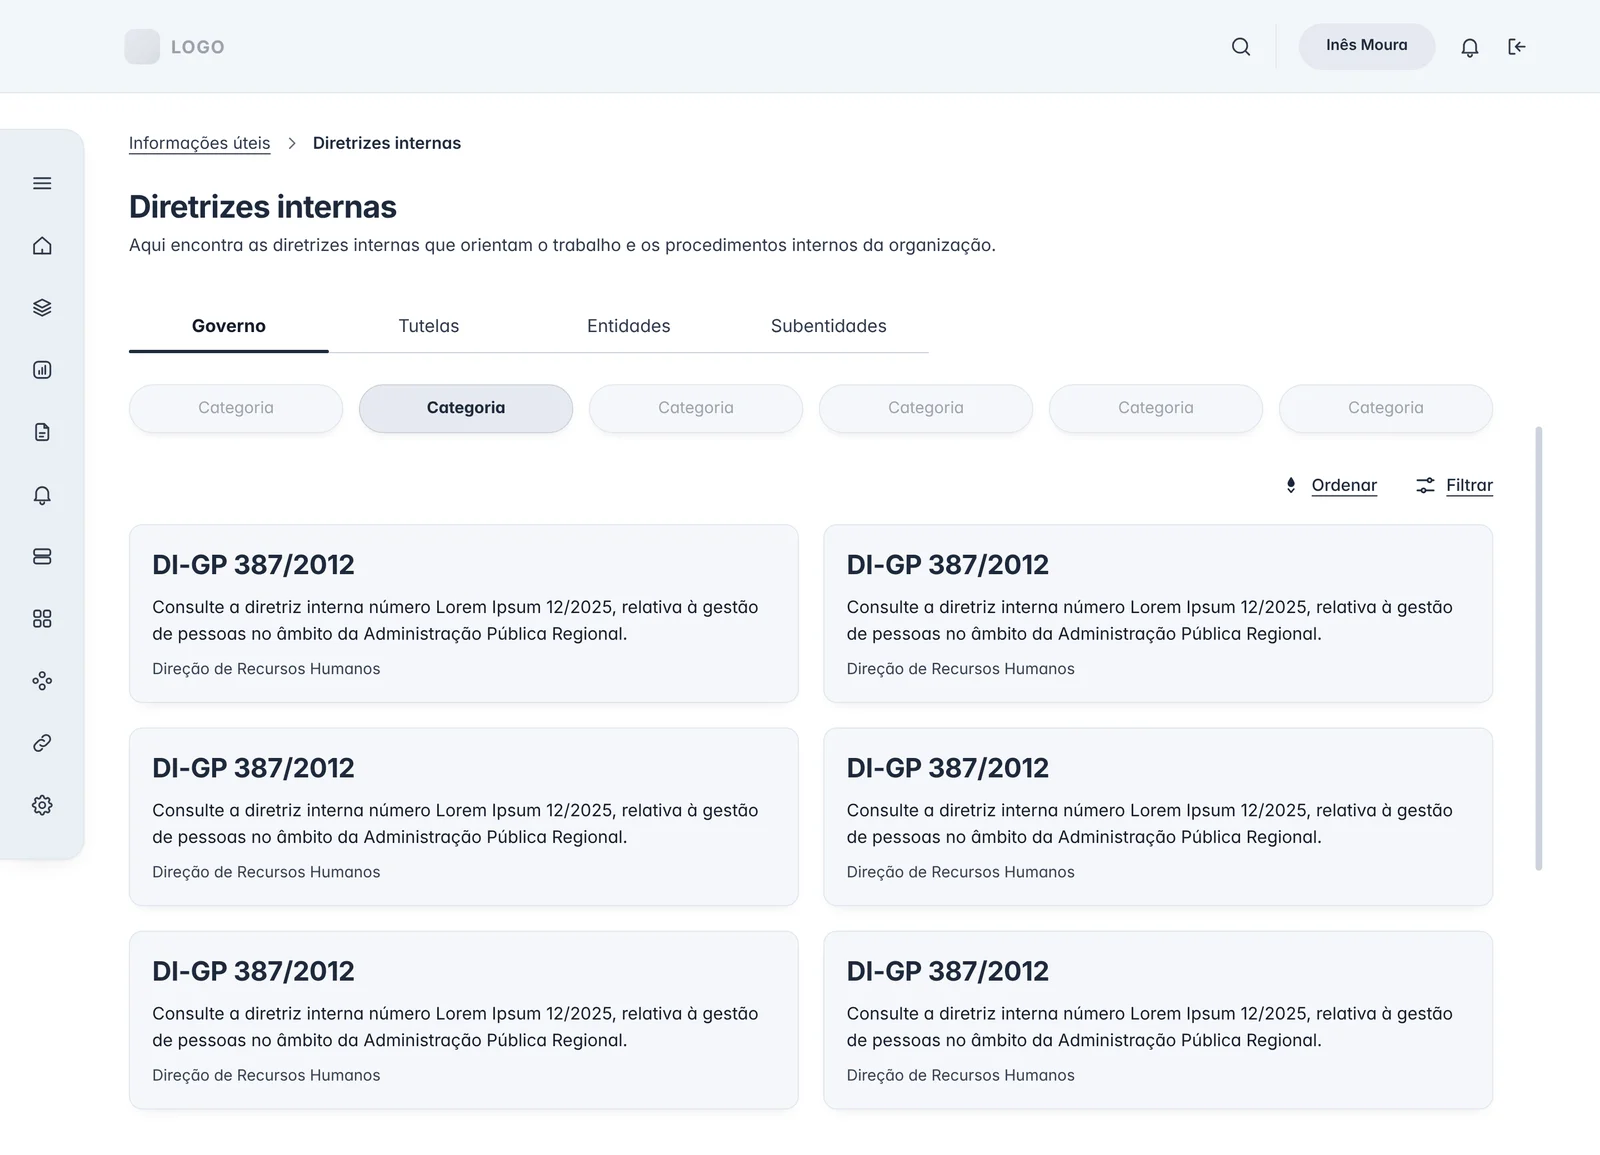 LOGO
Inês Moura
Informações úteis
Diretrizes internas
Diretrizes internas
Aqui encontra as diretrizes internas que orientam o trabalho e os procedimentos internos da organização.
Governo
Tutelas
Entidades
Subentidades
Categoria
Categoria
Categoria
Categoria
Categoria
Categoria
Ordenar
Filtrar
DI-GP 387/2012
Consulte a diretriz interna número Lorem Ipsum 12/2025, relativa à gestão
de pessoas no âmbito da Administração Pública Regional.
Direção de Recursos Humanos
DI-GP 387/2012
Consulte a diretriz interna número Lorem Ipsum 12/2025, relativa à gestão
de pessoas no âmbito da Administração Pública Regional.
Direção de Recursos Humanos
DI-GP 387/2012
Consulte a diretriz interna número Lorem Ipsum 12/2025, relativa à gestão
de pessoas no âmbito da Administração Pública Regional.
Direção de Recursos Humanos
DI-GP 387/2012
Consulte a diretriz interna número Lorem Ipsum 12/2025, relativa à gestão
de pessoas no âmbito da Administração Pública Regional.
Direção de Recursos Humanos
DI-GP 387/2012
Consulte a diretriz interna número Lorem Ipsum 12/2025, relativa à gestão
de pessoas no âmbito da Administração Pública Regional.
Direção de Recursos Humanos
DI-GP 387/2012
Consulte a diretriz interna número Lorem Ipsum 12/2025, relativa à gestão
de pessoas no âmbito da Administração Pública Regional.
Direção de Recursos Humanos